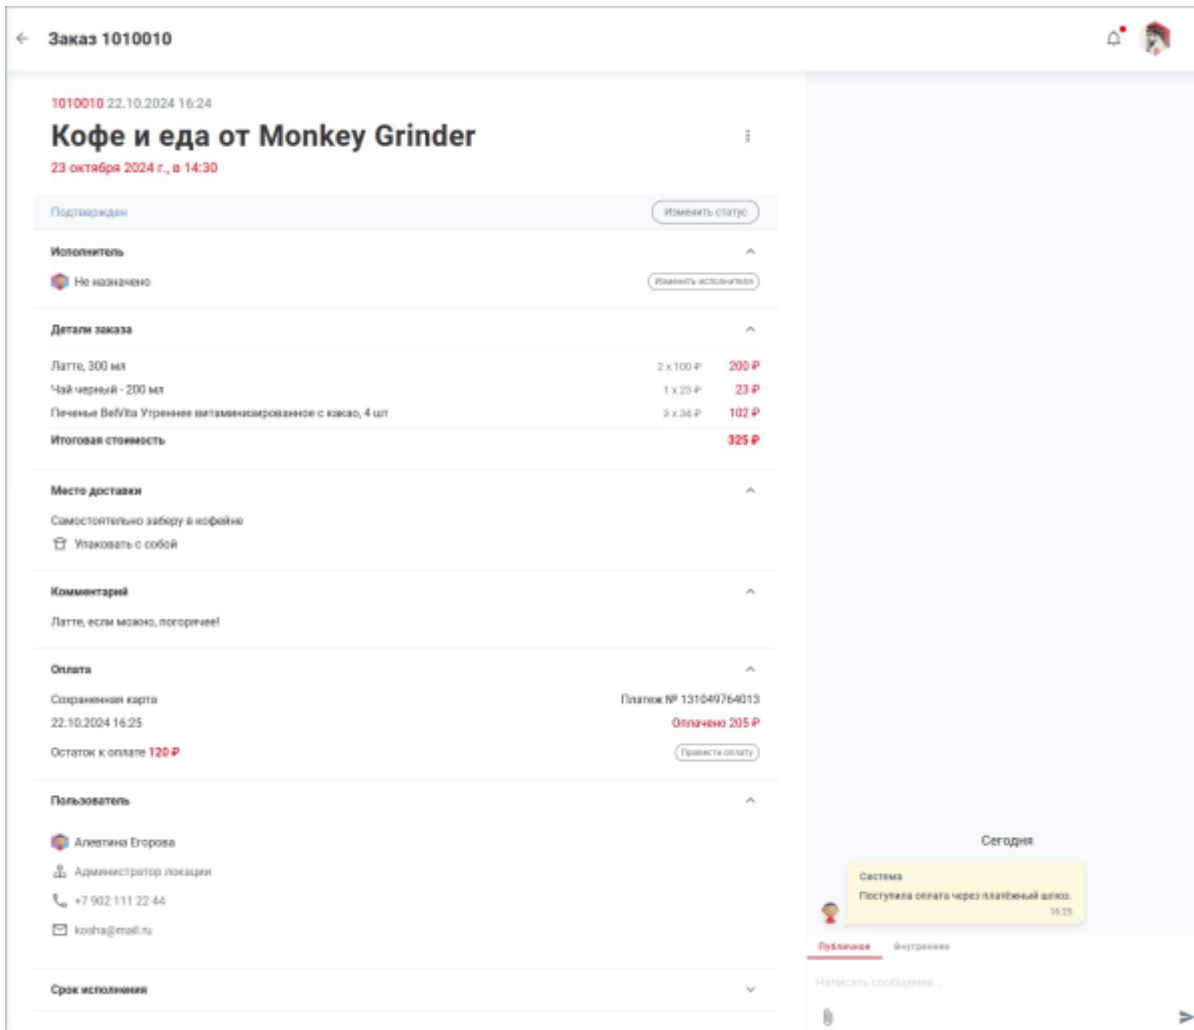 Заказ 1010010
1010010 22.10.2024 16:24
Кофе и еда от Monkey Grinder
23 октября 2024 г., в 14:30
Подтвержден
Изменить статус
Исполнитель
Не назначено
Изменить исполнителя
Детали заказа
Латте, 300 мл 2 x 100 ₽ 200 ₽
Чай черный - 200 мл 1 x 23 ₽ 23 ₽
Печенье BelVita Утреннее витаминизированное с какао, 4 шт 3 x 34 ₽ 102 ₽
Итоговая стоимость 325 ₽
Место доставки
Самостоятельно заберу в кофейне
Упаковать с собой
Комментарий
Латте, если можно, погорячее!
Оплата
Сохраненная карта Платеж № 131049764013
22.10.2024 16:25 Оплачено 205 ₽
Остаток к оплате 120 ₽ Провести оплату
Пользователь
Алевтина Егорова
Администратор локации
+7 902 111 22 44
kosha@mail.ru
Срок исполнения
Сегодня
Система
Поступила оплата через платёжный шлюз.
16:25
Публичное Внутреннее
Написать сообщение...